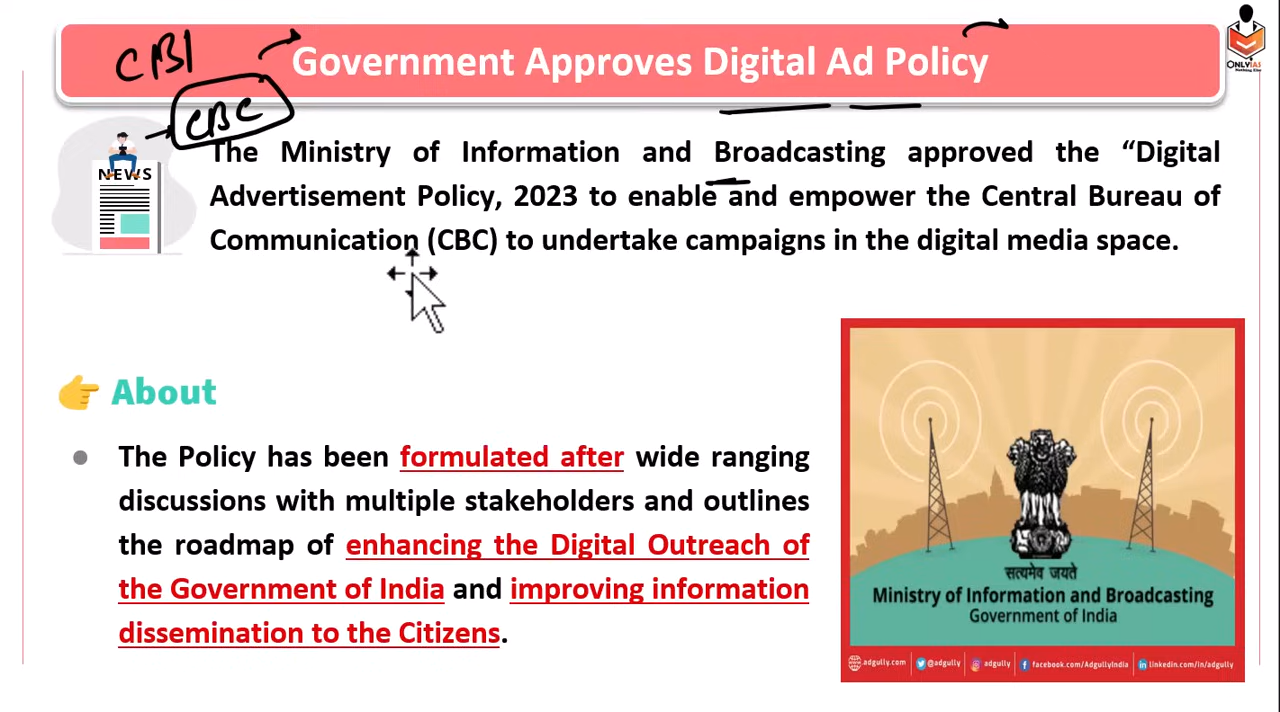 CBI
Government Approves Digital Ad Policy
ONLYIAS
Nothing Else
CBC
NEWS
The Ministry of Information and Broadcasting approved the “Digital
Advertisement Policy, 2023 to enable and empower the Central Bureau of
Communication (CBC) to undertake campaigns in the digital media space.
About
The Policy has been formulated after wide ranging
discussions with multiple stakeholders and outlines
the roadmap of enhancing the Digital Outreach of
the Government of India and improving information
dissemination to the Citizens.
सत्यमेव जयते
Ministry of Information and Broadcasting
Government of India
www.adgully.com | @adgully | adgully | facebook.com/AdgullyIndia | linkedin.com/in/adgully